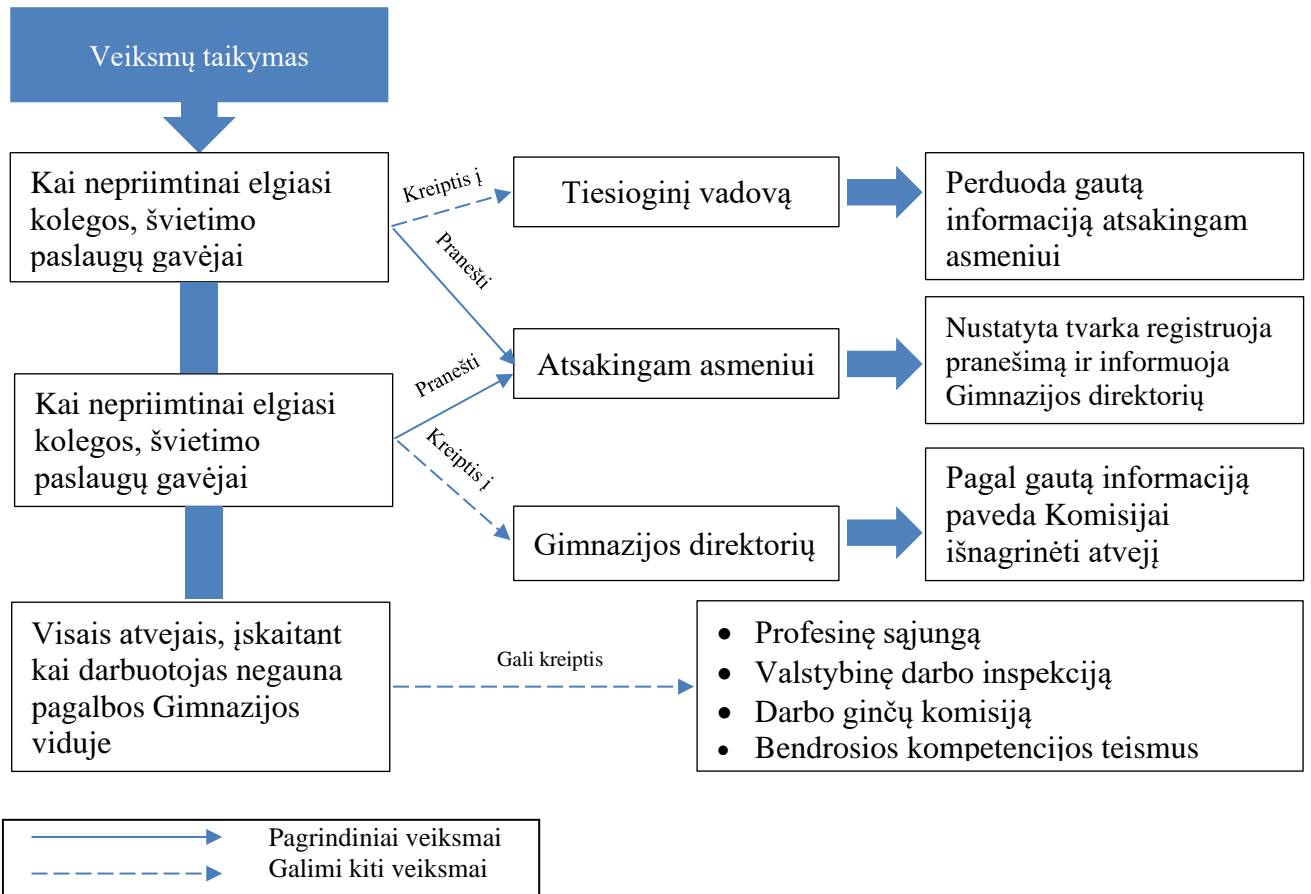 Veiksmų taikymas
Kai nepriimtinai elgiasi
kolegos, švietimo
paslaugų gavėjai
Kreiptis į
Pranešti
Tiesioginį vadovą
Perduoda gautą
informaciją atsakingam
asmeniui
Kai nepriimtinai elgiasi
kolegos, švietimo
paslaugų gavėjai
Pranešti
Kreiptis į
Atsakingam asmeniui
Nustatyta tvarka registruoja
pranešimą ir informuoja
Gimnazijos direktorių
Gimnazijos direktorių
Pagal gautą informaciją
paveda Komisijai
išnagrinėti atvejį
Visais atvejais, įskaitant
kai darbuotojas negauna
pagalbos Gimnazijos
viduje
Gali kreiptis
• Profesinę sąjungą
• Valstybinę darbo inspekciją
• Darbo ginčų komisiją
• Bendrosios kompetencijos teismus
Pagrindiniai veiksmai
Galimi kiti veiksmai